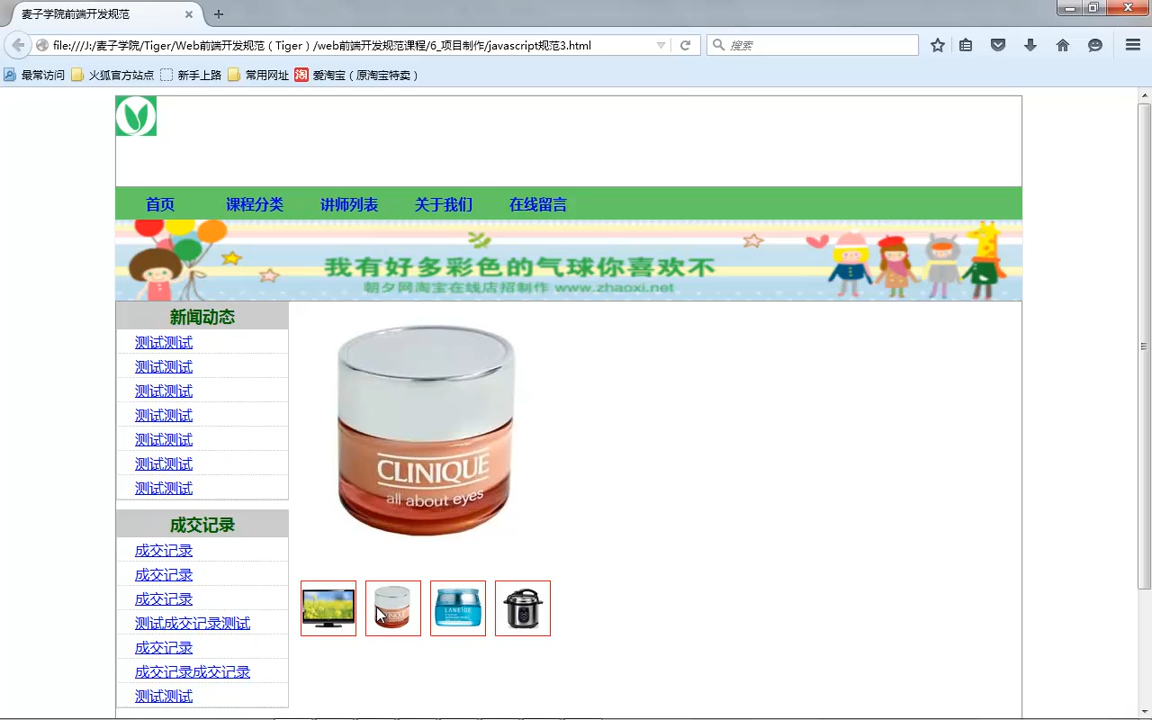 麦子学院前端开发规范
file:///J:/麦子学院/Tiger/Web前端开发规范（Tiger）/web前端开发规范课程/6_项目制作/javascript规范3.html
搜索
最常访问 火狐官方站点 新手上路 常用网址 淘 爱淘宝（原淘宝特卖）
首页 课程分类 讲师列表 关于我们 在线留言
我有好多彩色的气球你喜欢不
朝夕网淘宝在线店招制作 www.zhaoxi.net
新闻动态
测试测试
测试测试
测试测试
测试测试
测试测试
测试测试
测试测试
CLINIQUE
all about eyes
成交记录
成交记录
成交记录
成交记录
测试成交记录测试
成交记录
成交记录成交记录
测试测试
LANEIGE